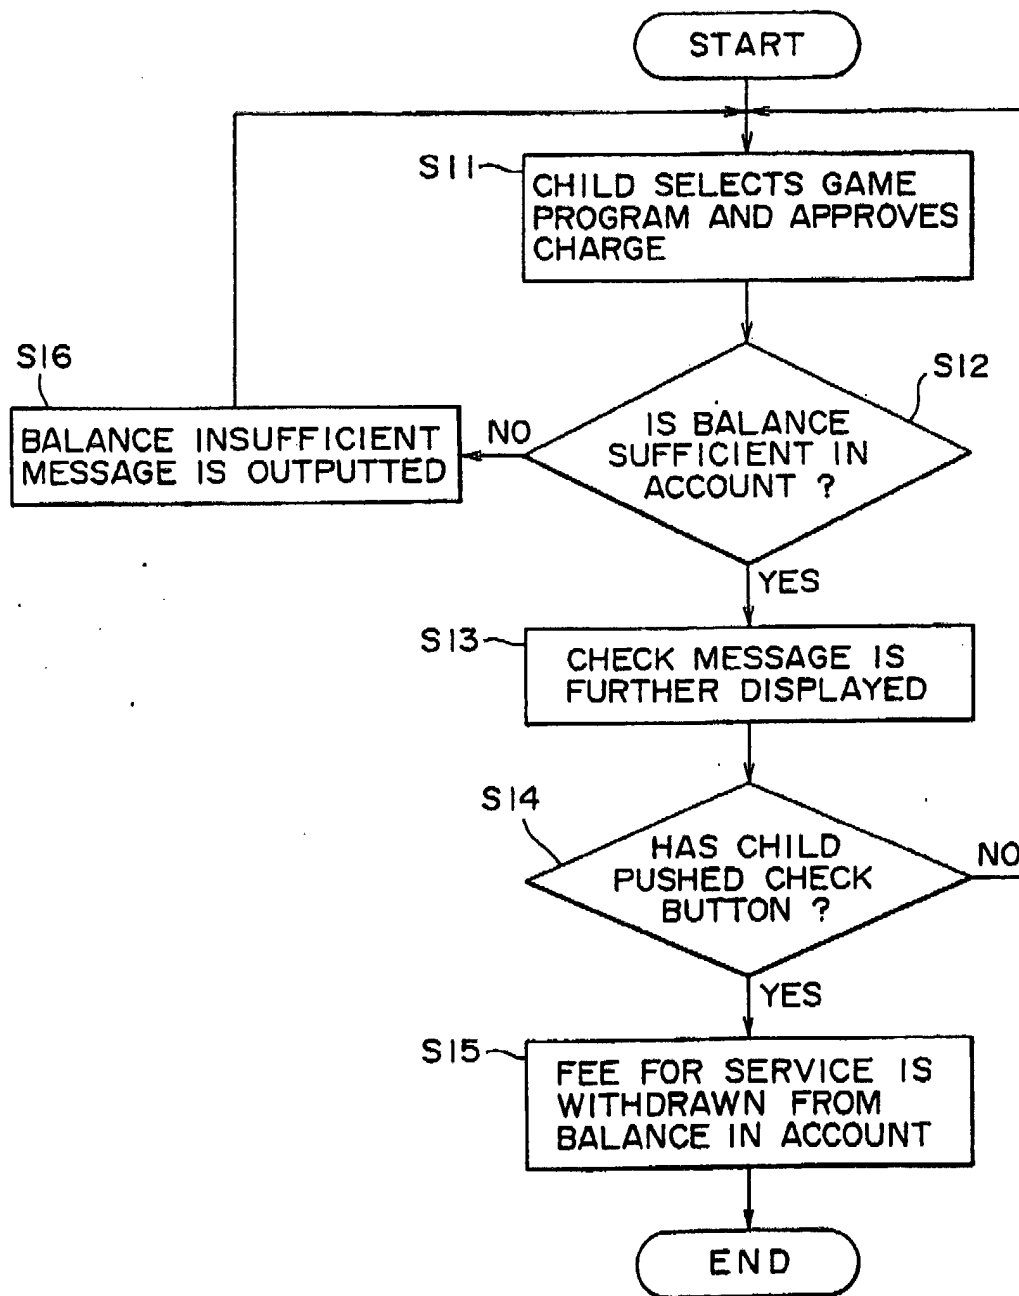 START
S11
CHILD SELECTS GAME
PROGRAM AND APPROVES
CHARGE
S12
IS BALANCE
SUFFICIENT IN
ACCOUNT ?
NO
S16
BALANCE INSUFFICIENT
MESSAGE IS OUTPUTTED
YES
S13
CHECK MESSAGE IS
FURTHER DISPLAYED
S14
HAS CHILD
PUSHED CHECK
BUTTON ?
NO
YES
S15
FEE FOR SERVICE IS
WITHDRAWN FROM
BALANCE IN ACCOUNT
END